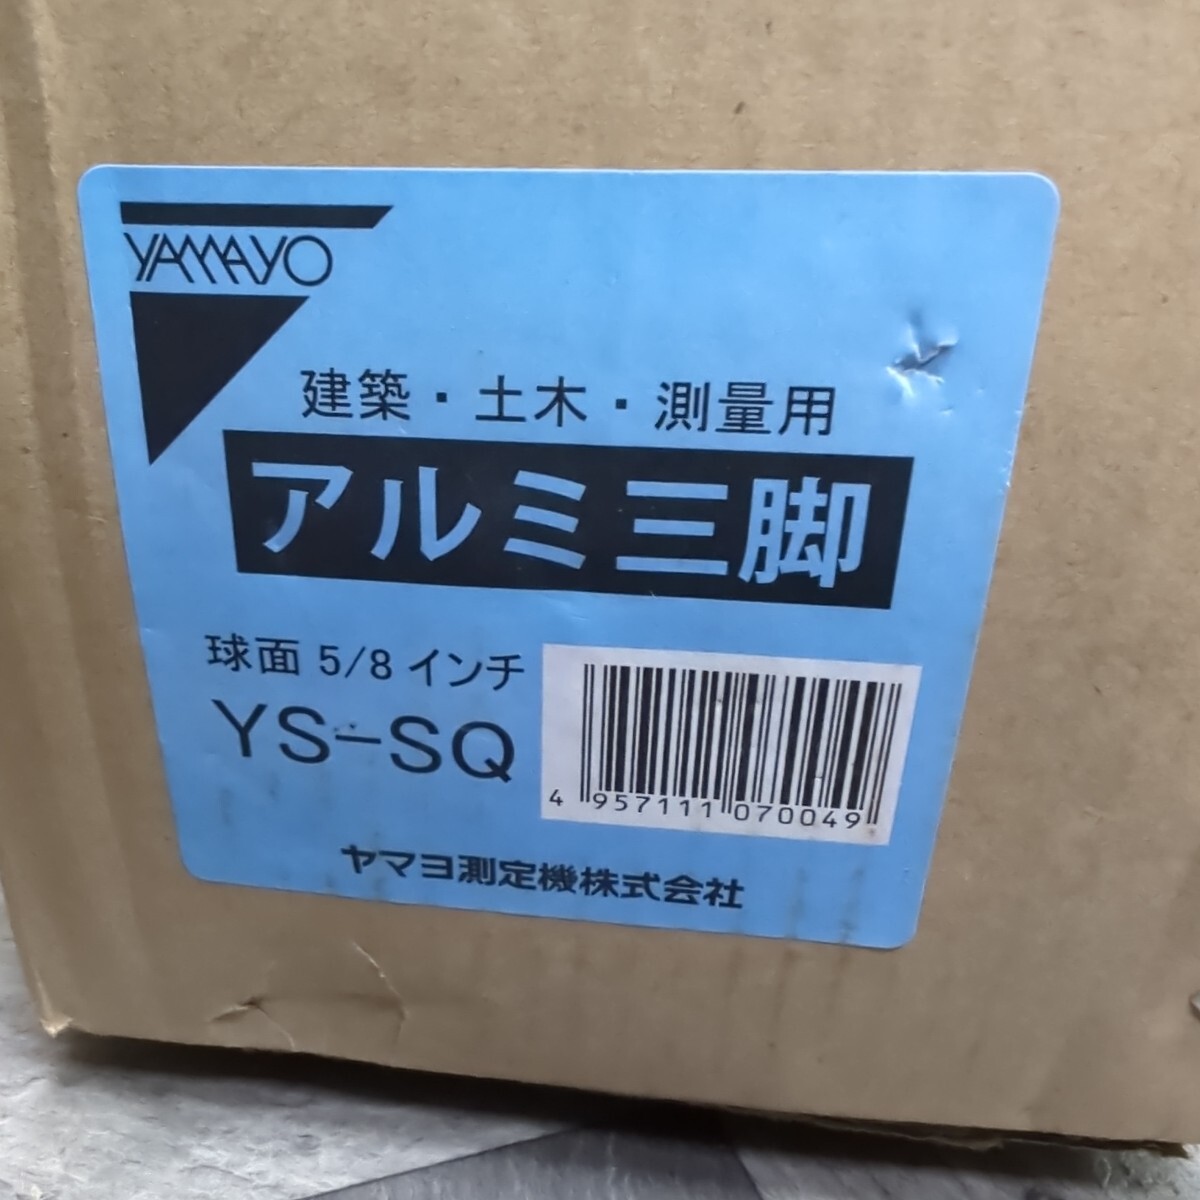 YAMAYO
建築・土木・測量用
アルミ三脚
球面 5/8 インチ
YS-SQ
4 957111 070049
ヤマヨ測定機株式会社